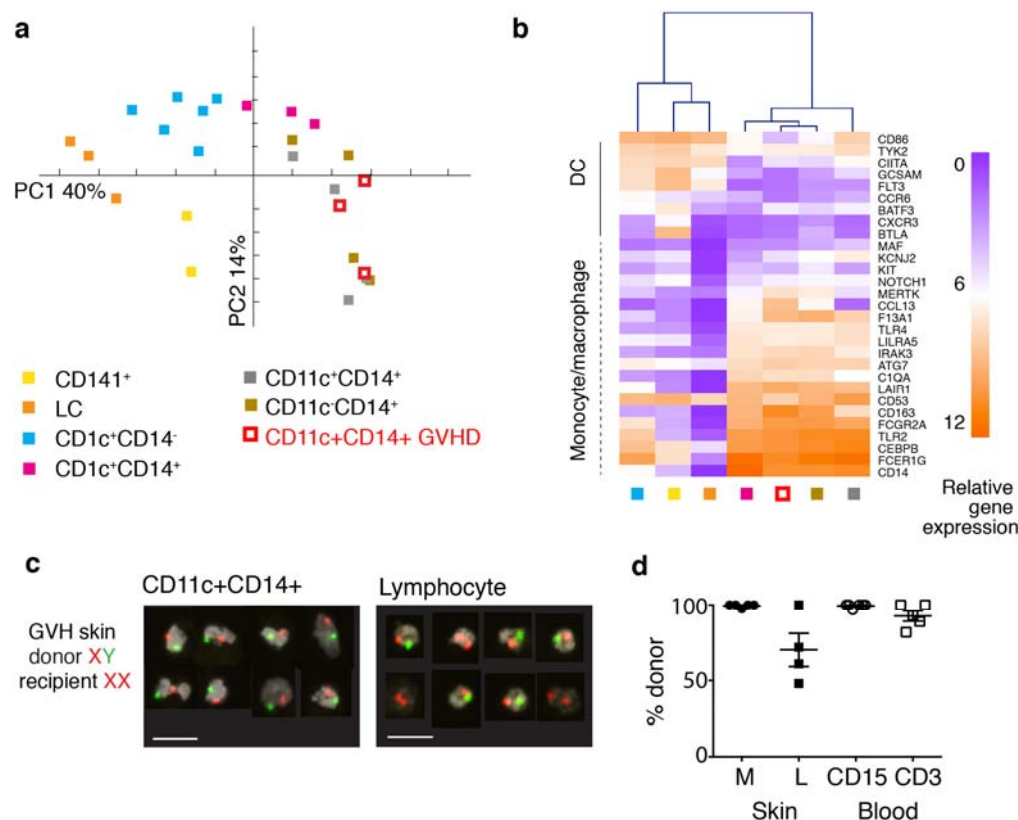 a
PC1 40%
PC2 14%
CD141⁺
LC
CD1c⁺CD14⁻
CD1c⁺CD14⁺
CD11c⁺CD14⁺
CD11c⁻CD14⁺
CD11c+CD14+ GVHD
b
DC
Monocyte/macrophage
CD86
TYK2
CIITA
GCSAM
FLT3
CCR6
BATF3
CXCR3
BTLA
MAF
KCNJ2
KIT
NOTCH1
MERTK
CCL13
F13A1
TLR4
LILRA5
IRAK3
ATG7
C1QA
LAIR1
CD53
CD163
FCGR2A
TLR2
CEBPB
FCER1G
CD14
0
6
12
Relative
gene
expression
c
CD11c+CD14+
Lymphocyte
GVH skin
donor XY
recipient XX
d
% donor
100
50
0
M L CD15 CD3
Skin Blood